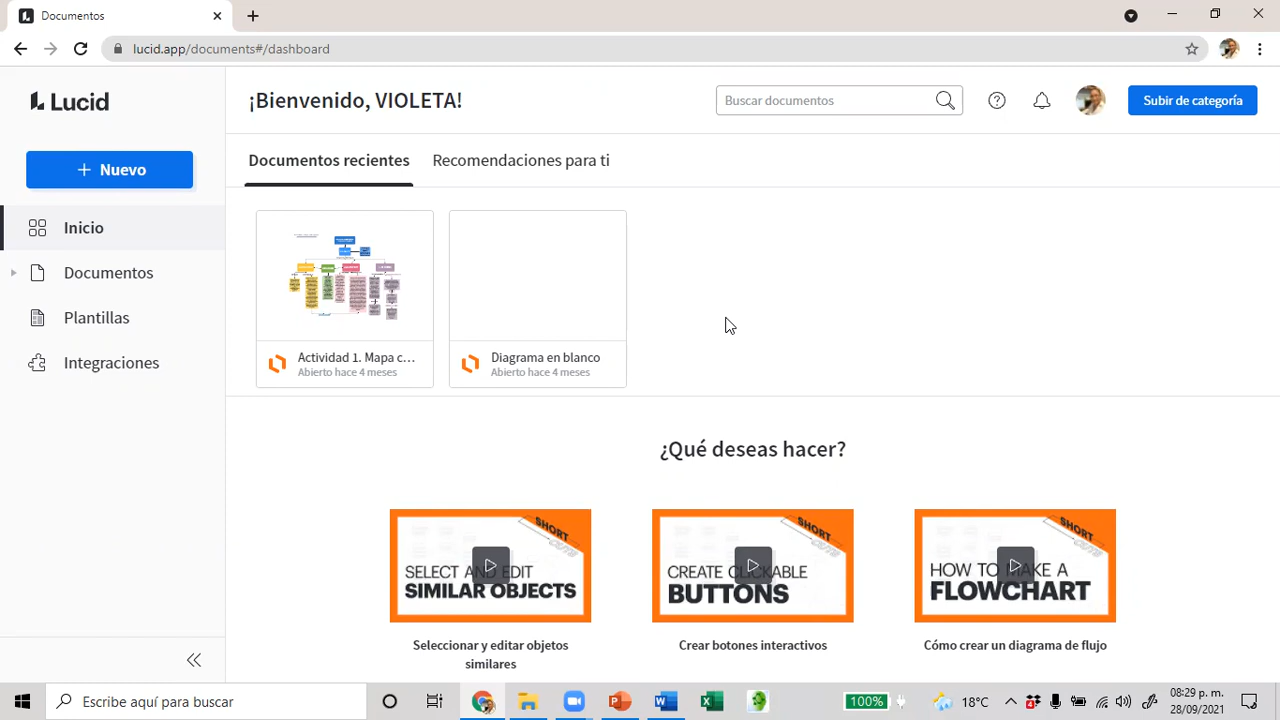 Documentos
lucid.app/documents#/dashboard
Lucid
¡Bienvenido, VIOLETA!
Buscar documentos
Subir de categoría
+ Nuevo
Documentos recientes
Recomendaciones para ti
Inicio
Documentos
Plantillas
Integraciones
Actividad 1. Mapa c...
Abierto hace 4 meses
Diagrama en blanco
Abierto hace 4 meses
¿Qué deseas hacer?
SHORT
CUTS
SELECT AND EDIT
SIMILAR OBJECTS
SHORT
CUTS
CREATE CLICKABLE
BUTTONS
SHORT
CUTS
HOW TO MAKE A
FLOWCHART
Seleccionar y editar objetos
similares
Crear botones interactivos
Cómo crear un diagrama de flujo
Escribe aquí para buscar
100%
18°C
08:29 p. m.
28/09/2021